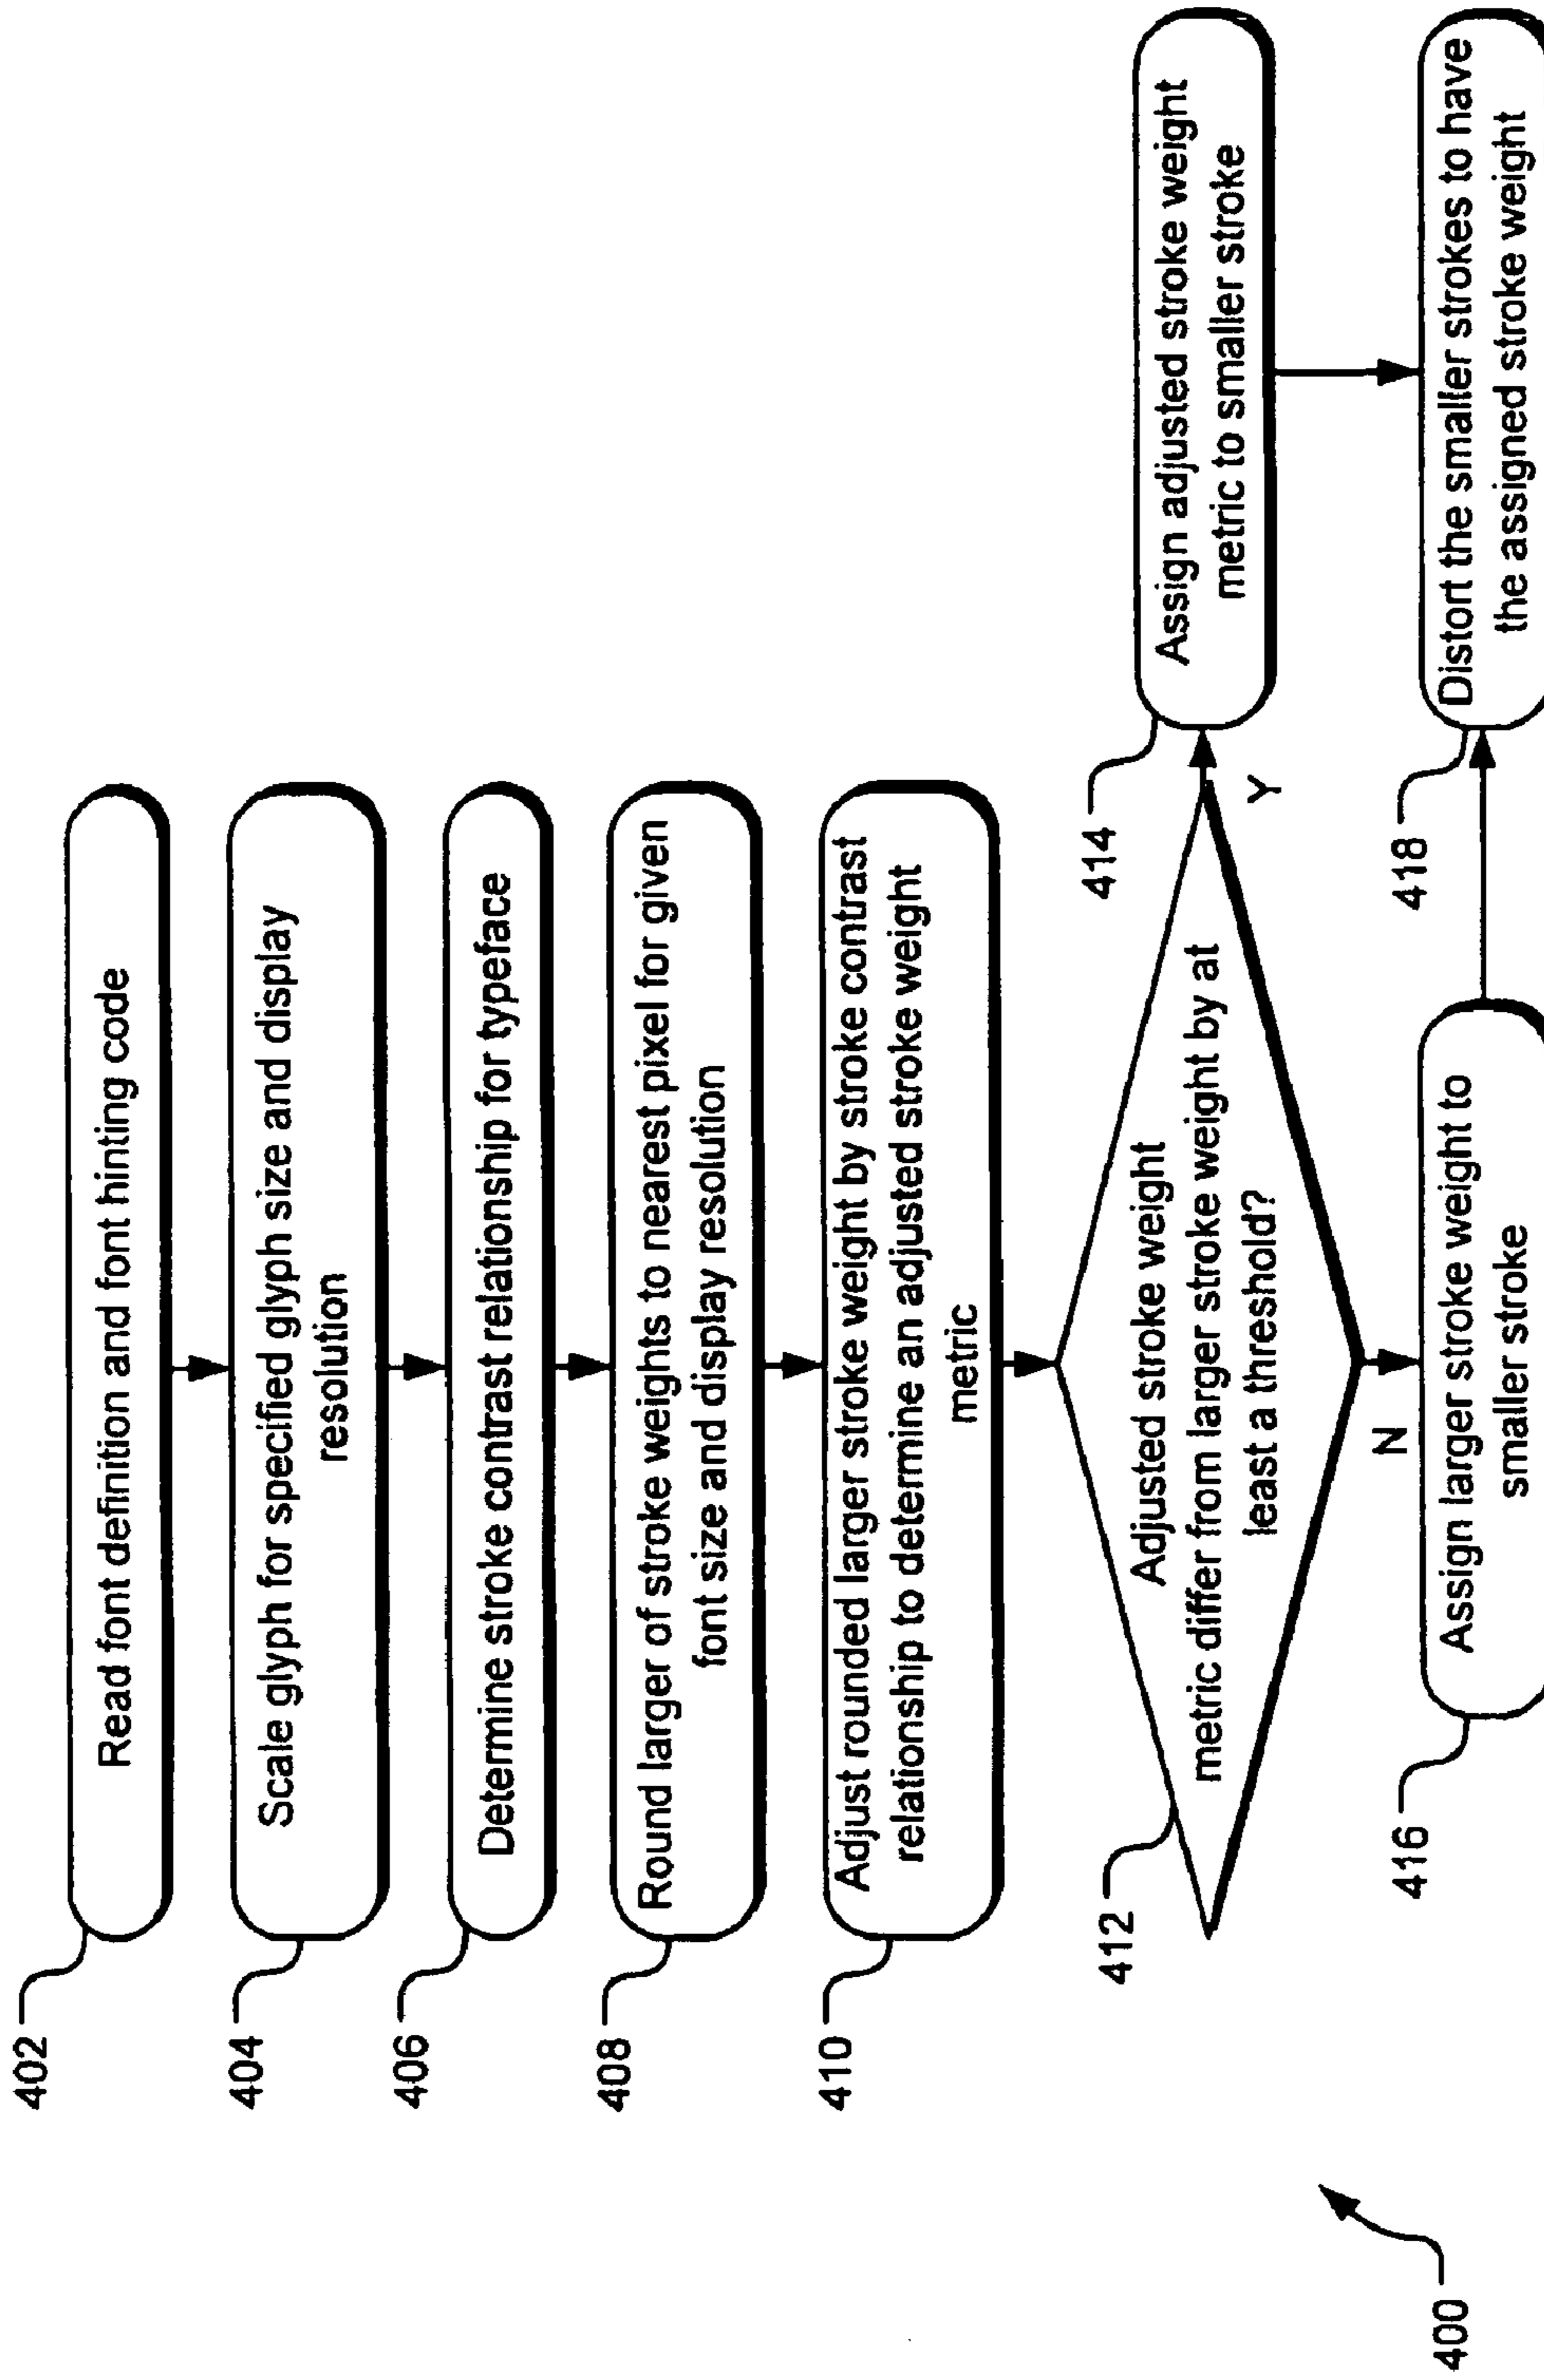 402
Read font definition and font hinting code
404
Scale glyph for specified glyph size and display
resolution
406
Determine stroke contrast relationship for typeface
408
Round larger of stroke weights to nearest pixel for given
font size and display resolution
410
Adjust rounded larger stroke weight by stroke contrast
relationship to determine an adjusted stroke weight
metric
412
Adjusted stroke weight
metric differ from larger stroke weight by at
least a threshold?
Y
N
414
Assign adjusted stroke weight
metric to smaller stroke
416
Assign larger stroke weight to
smaller stroke
418
Distort the smaller strokes to have
the assigned stroke weight
400